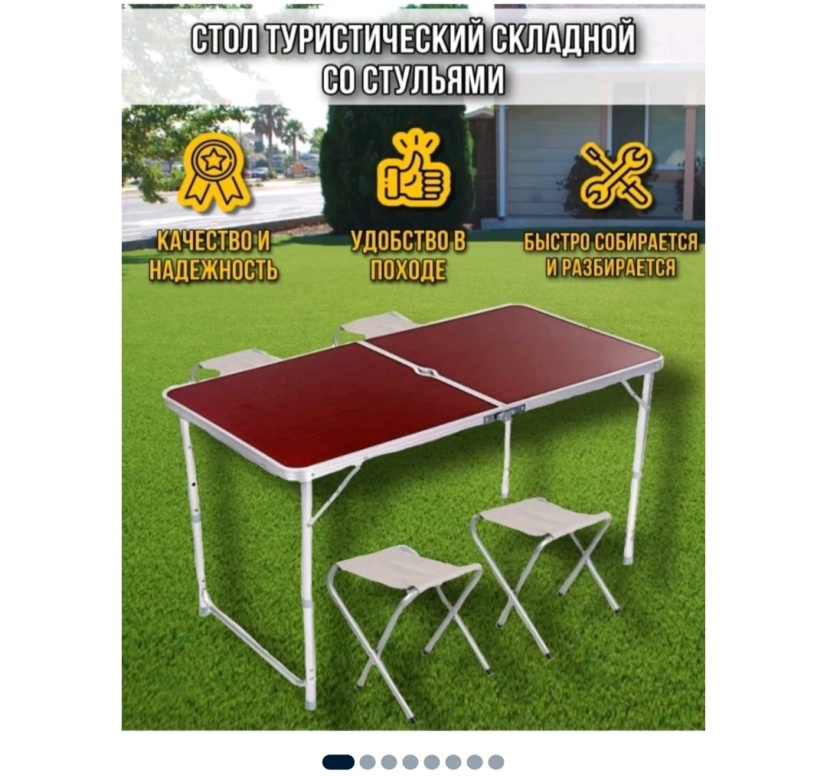 СТОЛ ТУРИСТИЧЕСКИЙ СКЛАДНОЙ
СО СТУЛЬЯМИ
КАЧЕСТВО И
НАДЕЖНОСТЬ
УДОБСТВО В
ПОХОДЕ
БЫСТРО СОБИРАЕТСЯ
И РАЗБИРАЕТСЯ